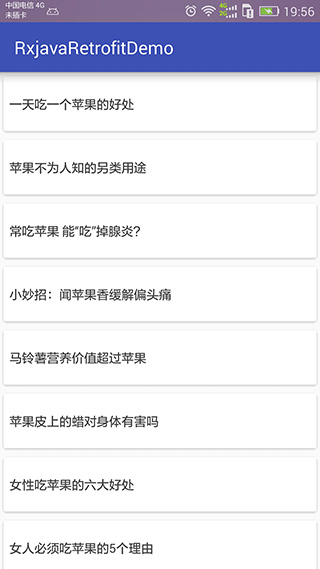 中国电信 4G
未插卡
4G
2G
19:56
RxjavaRetrofitDemo
一天吃一个苹果的好处
苹果不为人知的另类用途
常吃苹果 能“吃”掉腺炎?
小妙招：闻苹果香缓解偏头痛
马铃薯营养价值超过苹果
苹果皮上的蜡对身体有害吗
女性吃苹果的六大好处
女人必须吃苹果的5个理由